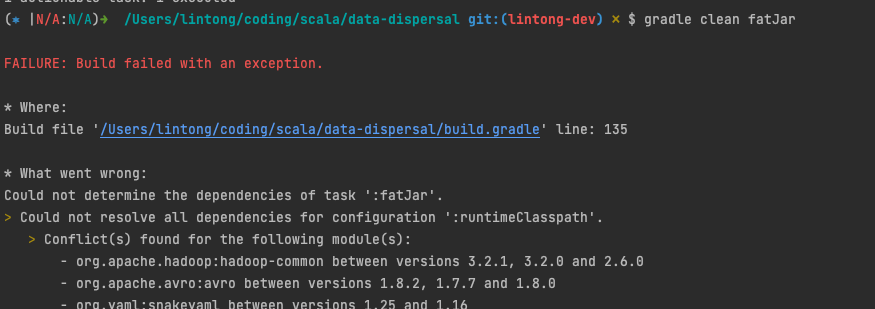 1 actionable task: 1 executed
(✱ |N/A:N/A)➜ /Users/lintong/coding/scala/data-dispersal git:(lintong-dev) × $ gradle clean fatJar
FAILURE: Build failed with an exception.
* Where:
Build file '/Users/lintong/coding/scala/data-dispersal/build.gradle' line: 135
* What went wrong:
Could not determine the dependencies of task ':fatJar'.
> Could not resolve all dependencies for configuration ':runtimeClasspath'.
> Conflict(s) found for the following module(s):
- org.apache.hadoop:hadoop-common between versions 3.2.1, 3.2.0 and 2.6.0
- org.apache.avro:avro between versions 1.8.2, 1.7.7 and 1.8.0
- org.yaml:snakeyaml between versions 1.25 and 1.16